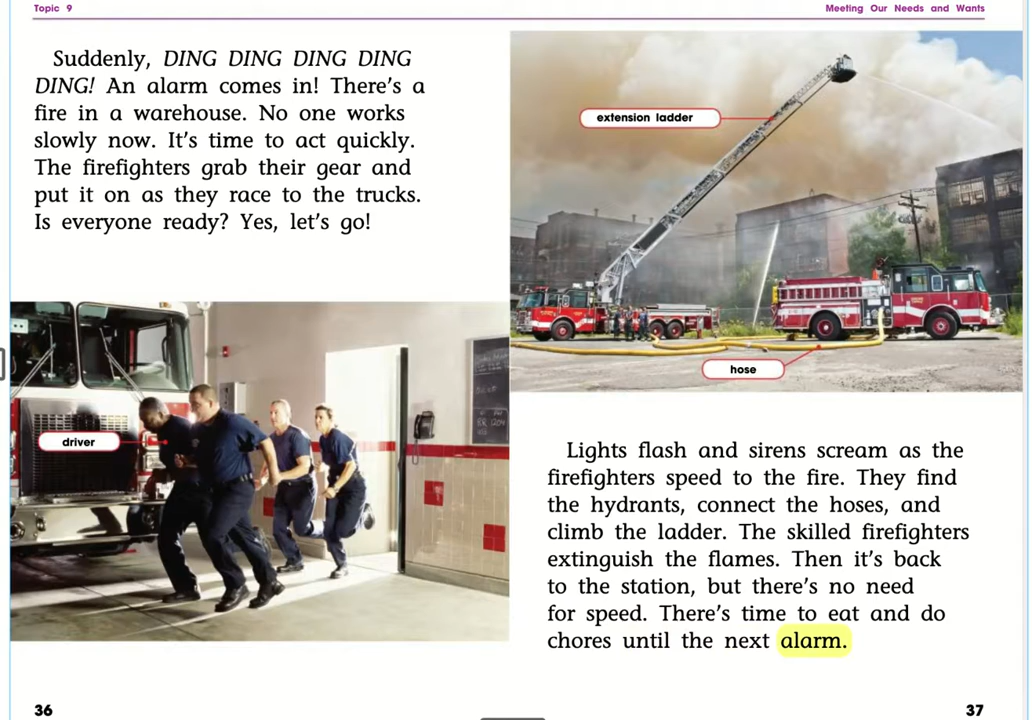 Topic 9
Meeting Our Needs and Wants
Suddenly, DING DING DING DING
DING! An alarm comes in! There's a
fire in a warehouse. No one works
slowly now. It's time to act quickly.
The firefighters grab their gear and
put it on as they race to the trucks.
Is everyone ready? Yes, let's go!
driver
extension ladder
hose
Lights flash and sirens scream as the
firefighters speed to the fire. They find
the hydrants, connect the hoses, and
climb the ladder. The skilled firefighters
extinguish the flames. Then it's back
to the station, but there's no need
for speed. There's time to eat and do
chores until the next alarm.
36
37